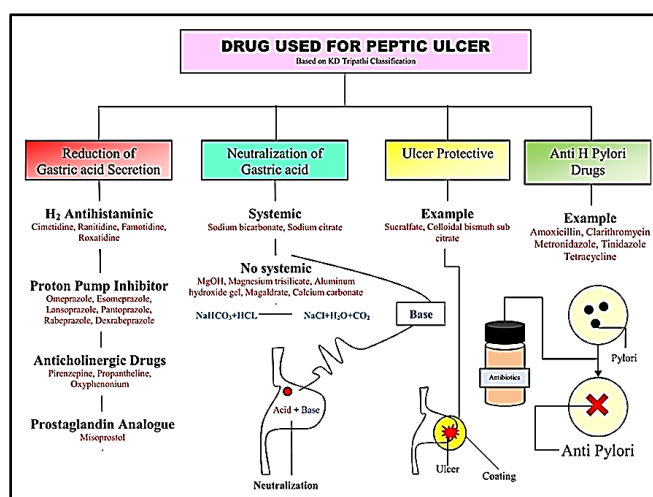 DRUG USED FOR PEPTIC ULCER
Based on KD Tripathi Classification
Reduction of
Gastric acid Secretion
H₂ Antihistaminic
Cimetidine, Ranitidine, Famotidine,
Roxatidine
Proton Pump Inhibitor
Omeprazole, Esomeprazole,
Lansoprazole, Pantoprazole,
Rabeprazole, Dexrabeprazole
Anticholinergic Drugs
Pirenzepine, Propantheline,
Oxyphenonium
Prostaglandin Analogue
Misoprostol
Neutralization of
Gastric acid
Systemic
Sodium bicarbonate, Sodium citrate
No systemic
MgOH, Magnesium trisilicate, Aluminum
hydroxide gel, Magaldrate, Calcium carbonate
NaHCO₃+HCL NaCl+H₂O+CO₂
Base
Acid + Base
Neutralization
Ulcer Protective
Example
Sucralfate, Colloidal bismuth sub
citrate
Ulcer
Coating
Anti H Pylori
Drugs
Example
Amoxicillin, Clarithromycin
Metronidazole, Tinidazole
Tetracycline
Antibiotics
Pylori
Anti Pylori